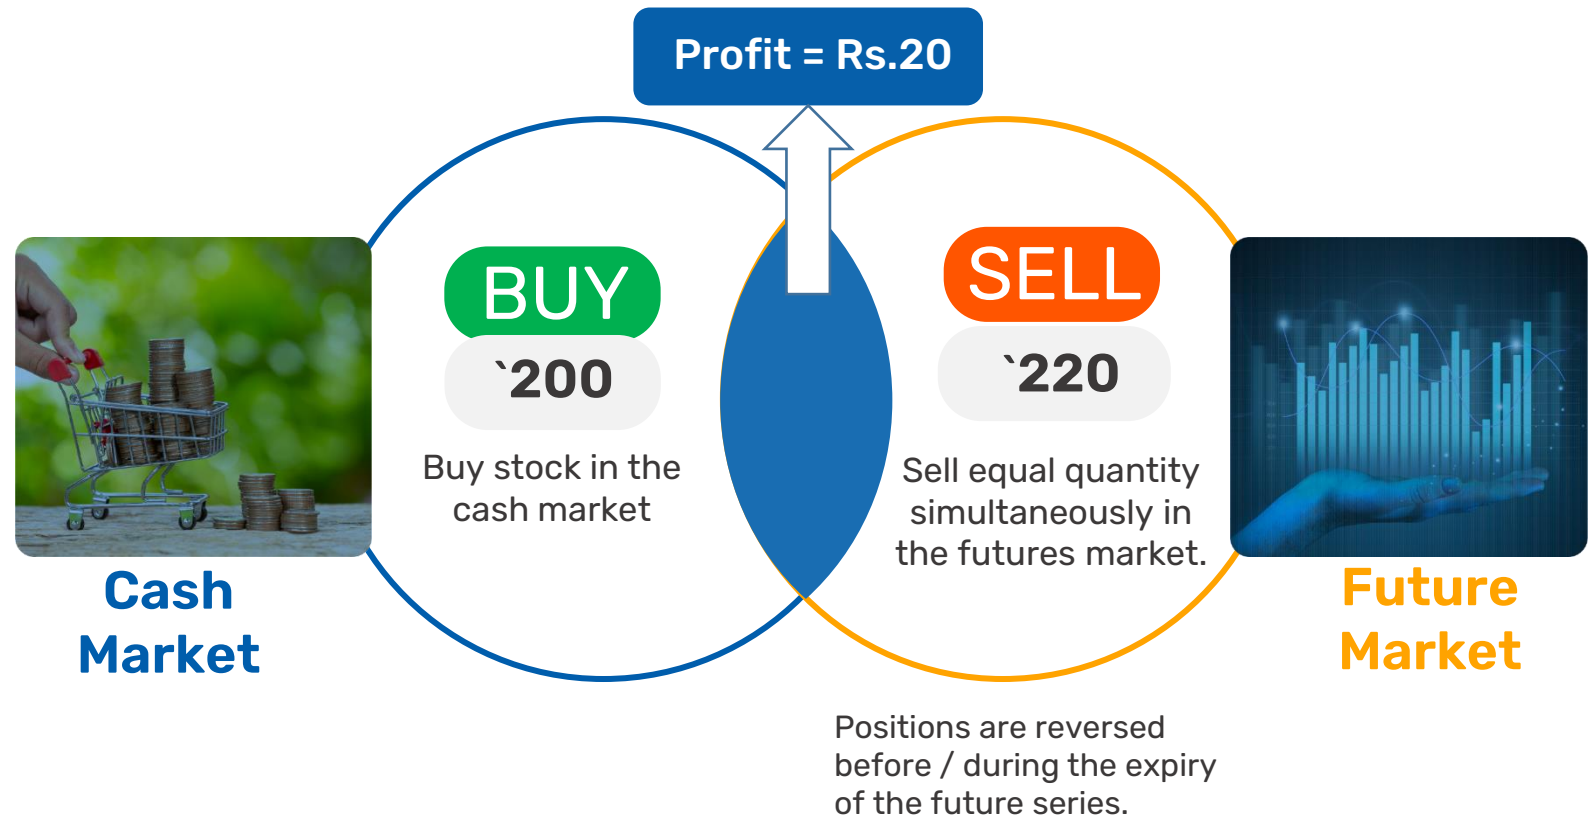 Profit = Rs.20
BUY
`200
Buy stock in the
cash market
SELL
`220
Sell equal quantity
simultaneously in
the futures market.
Cash
Market
Future
Market
Positions are reversed
before / during the expiry
of the future series.